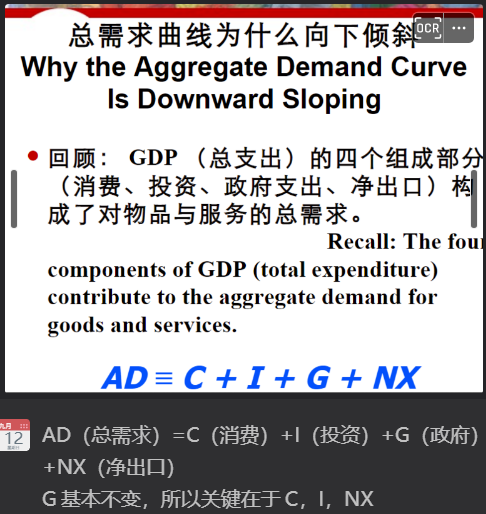 总需求曲线为什么向下倾斜
OCR
Why the Aggregate Demand Curve
Is Downward Sloping
回顾： GDP （总支出）的四个组成部分
（消费、投资、政府支出、净出口）构
成了对物品与服务的总需求。
Recall: The four
components of GDP (total expenditure)
contribute to the aggregate demand for
goods and services.
AD ≡ C + I + G + NX
九月
12
AD（总需求）=C（消费）+I（投资）+G（政府）
+NX（净出口）
G 基本不变，所以关键在于 C，I，NX